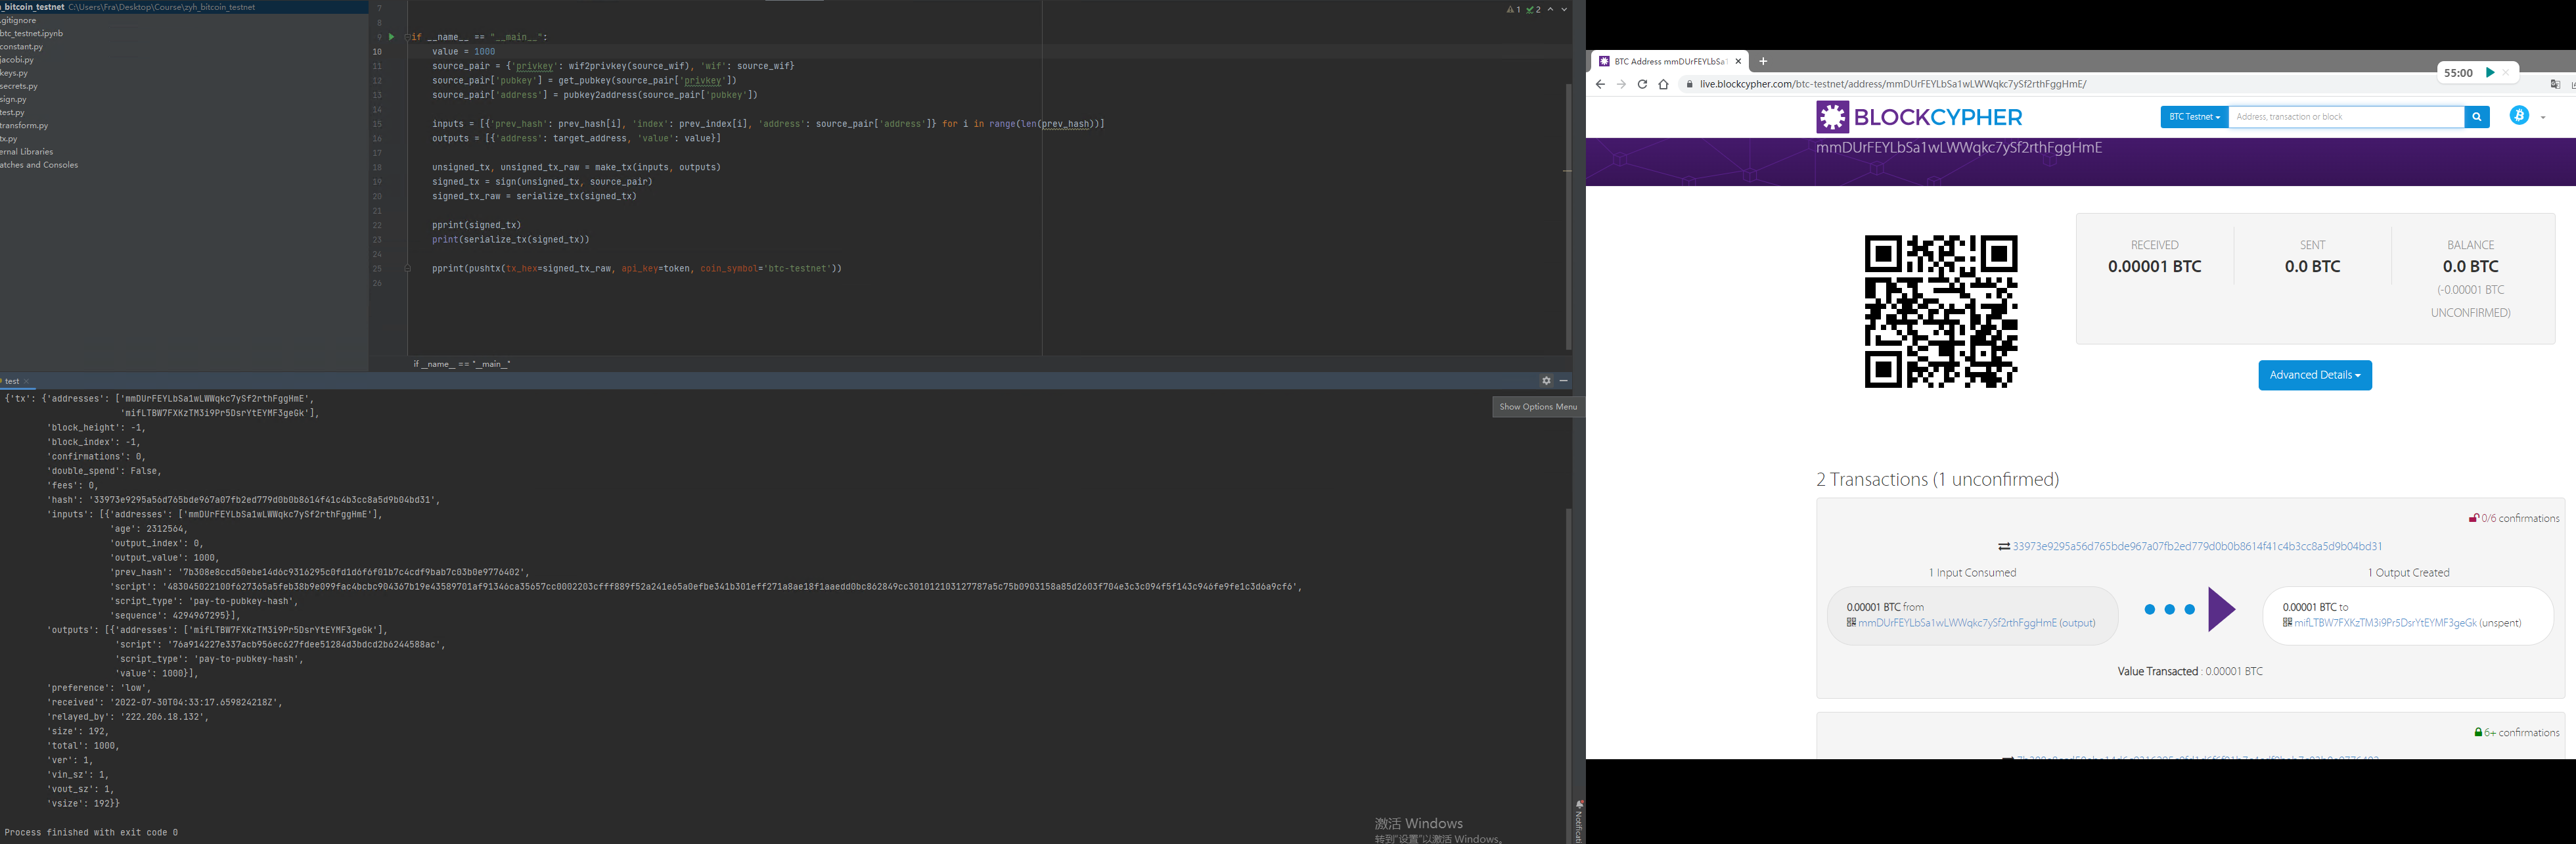 n_bitcoin_testnet C:\Users\Fra\Desktop\Course\zyh_bitcoin_testnet
.gitignore
btc_testnet.ipynb
constant.py
jacobi.py
keys.py
secrets.py
sign.py
test.py
transform.py
tx.py
ernal Libraries
atches and Consoles
1 2
7
8
9 if __name__ == "__main__":
10 value = 1000
11 source_pair = {'privkey': wif2privkey(source_wif), 'wif': source_wif}
12 source_pair['pubkey'] = get_pubkey(source_pair['privkey'])
13 source_pair['address'] = pubkey2address(source_pair['pubkey'])
14
15 inputs = [{'prev_hash': prev_hash[i], 'index': prev_index[i], 'address': source_pair['address']} for i in range(len(prev_hash))]
16 outputs = [{'address': target_address, 'value': value}]
17
18 unsigned_tx, unsigned_tx_raw = make_tx(inputs, outputs)
19 signed_tx = sign(unsigned_tx, source_pair)
20 signed_tx_raw = serialize_tx(signed_tx)
21
22 pprint(signed_tx)
23 print(serialize_tx(signed_tx))
24
25 pprint(pushtx(tx_hex=signed_tx_raw, api_key=token, coin_symbol='btc-testnet'))
26
if __name__ == "__main__"
test
Show Options Menu
{'tx': {'addresses': ['mmDUrFEYLbSa1wLWWqkc7ySf2rthFggHmE',
'mifLTBW7FXKzTM3i9Pr5DsrYtEYMF3geGk'],
'block_height': -1,
'block_index': -1,
'confirmations': 0,
'double_spend': False,
'fees': 0,
'hash': '33973e9295a56d765bde967a07fb2ed779d0b0b8614f41c4b3cc8a5d9b04bd31',
'inputs': [{'addresses': ['mmDUrFEYLbSa1wLWWqkc7ySf2rthFggHmE'],
'age': 2312564,
'output_index': 0,
'output_value': 1000,
'prev_hash': '7b308e8ccd50ebe14d6c9316295c0fd1d6f6f01b7c4cdf9bab7c03b0e9776402',
'script': '483045022100f627365a5feb38b9e099fac4bcbc904367b19e43589701af91346ca35657cc0002203cfff889f52a241e65a0efbe341b301eff271a8ae18f1aaedd0bc862849cc301012103127787a5c75b0903158a85d2603f704e3c3c094f5f143c946fe9fe1c3d6a9cf6',
'script_type': 'pay-to-pubkey-hash',
'sequence': 4294967295}],
'outputs': [{'addresses': ['mifLTBW7FXKzTM3i9Pr5DsrYtEYMF3geGk'],
'script': '76a914227e337acb956ec627fdee51284d3bdcd2b6244588ac',
'script_type': 'pay-to-pubkey-hash',
'value': 1000}],
'preference': 'low',
'received': '2022-07-30T04:33:17.659824218Z',
'relayed_by': '222.206.18.132',
'size': 192,
'total': 1000,
'ver': 1,
'vin_sz': 1,
'vout_sz': 1,
'vsize': 192}}
Process finished with exit code 0
激活 Windows
转到"设置"以激活 Windows。
Notificati
BTC Address mmDUrFEYLbSa1
live.blockcypher.com/btc-testnet/address/mmDUrFEYLbSa1wLWWqkc7ySf2rthFggHmE/
55:00
BLOCKCYPHER
BTC Testnet
Address, transaction or block
mmDUrFEYLbSa1wLWWqkc7ySf2rthFggHmE
RECEIVED
0.00001 BTC
SENT
0.0 BTC
BALANCE
0.0 BTC
(-0.00001 BTC
UNCONFIRMED)
Advanced Details
2 Transactions (1 unconfirmed)
0/6 confirmations
33973e9295a56d765bde967a07fb2ed779d0b0b8614f41c4b3cc8a5d9b04bd31
1 Input Consumed
0.00001 BTC from
mmDUrFEYLbSa1wLWWqkc7ySf2rthFggHmE (output)
1 Output Created
0.00001 BTC to
mifLTBW7FXKzTM3i9Pr5DsrYtEYMF3geGk (unspent)
Value Transacted : 0.00001 BTC
6+ confirmations